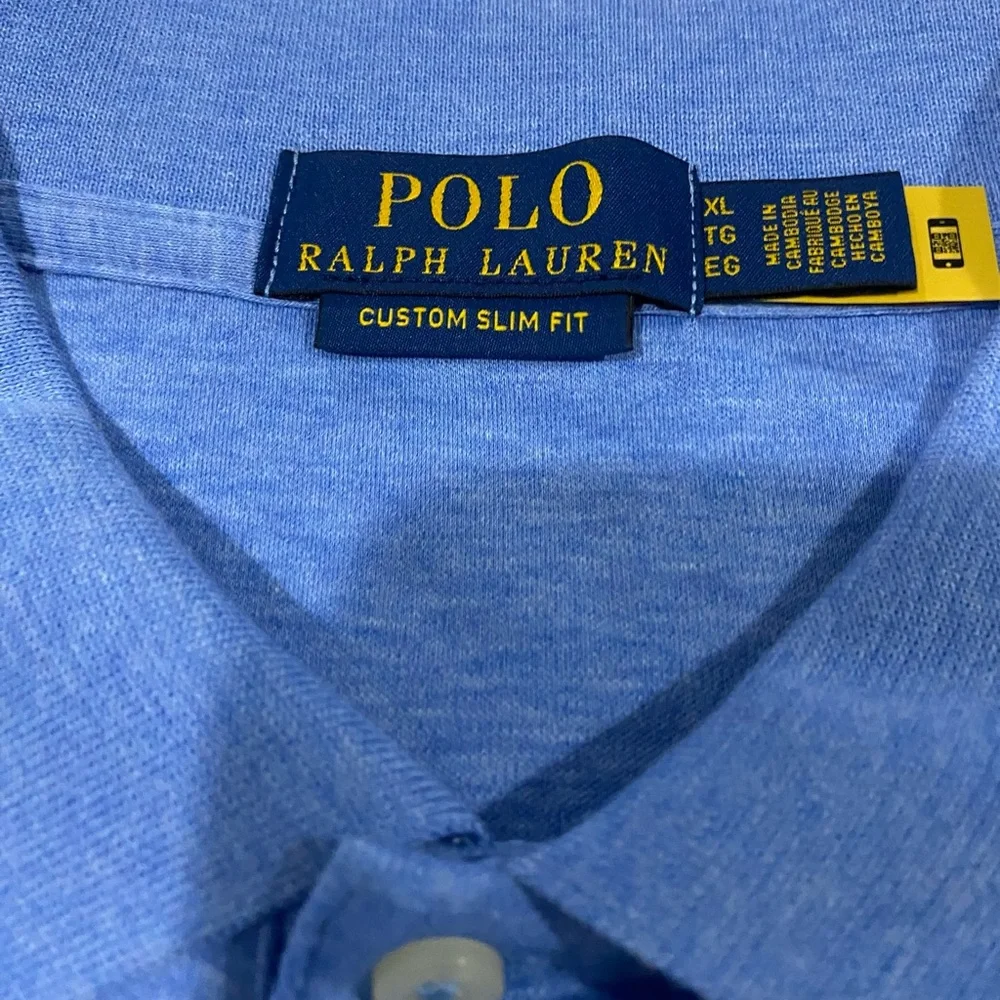 POLO
RALPH LAUREN
CUSTOM SLIM FIT
XL
TG
EG
MADE IN
CAMBODIA
FABRIQUÉ AU
CAMBODGE
HECHO EN
CAMBOYA